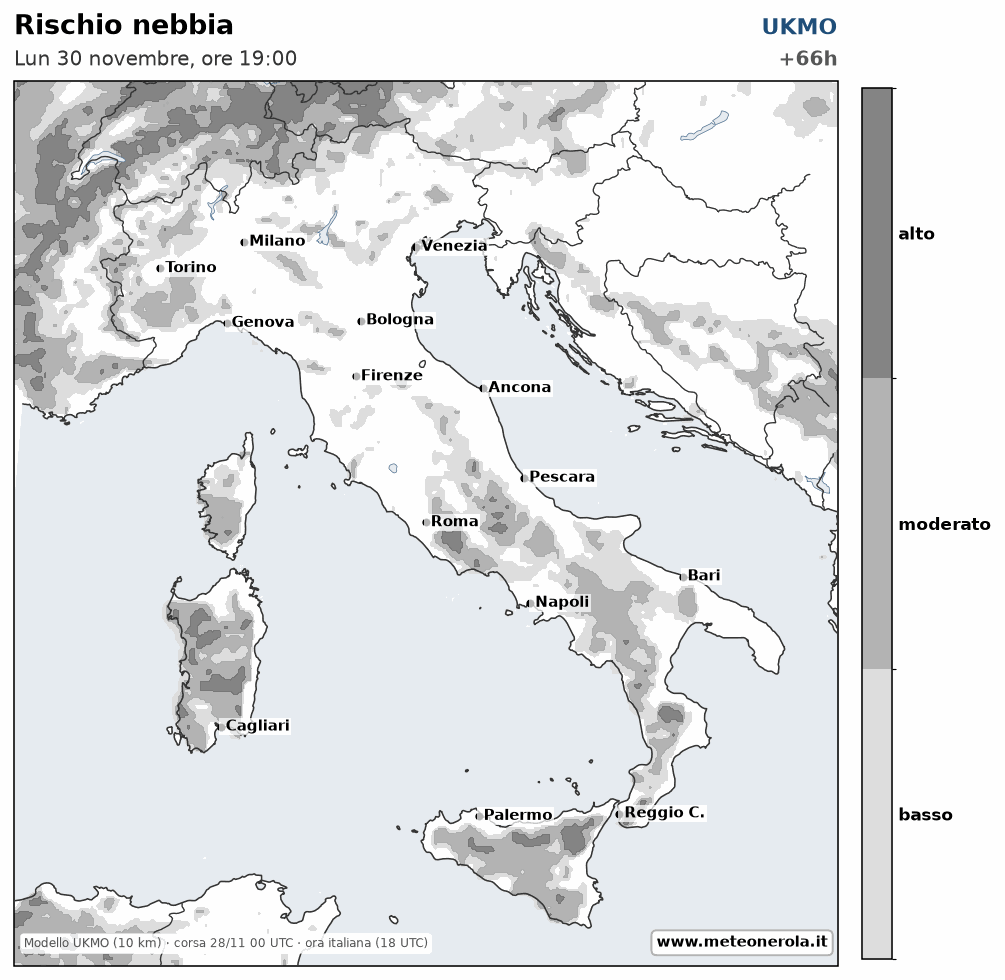 Rischio nebbia
UKMO
Lun 30 novembre, ore 19:00
+66h
alto
Milano
Venezia
Torino
Bologna
Genova
Firenze
Ancona
Pescara
Roma
moderato
Bari
Napoli
Cagliari
Reggio C.
Palermo
basso
Modello UKMO (10 km) · corsa 28/11 00 UTC · ora italiana (18 UTC)
www.meteonerola.it